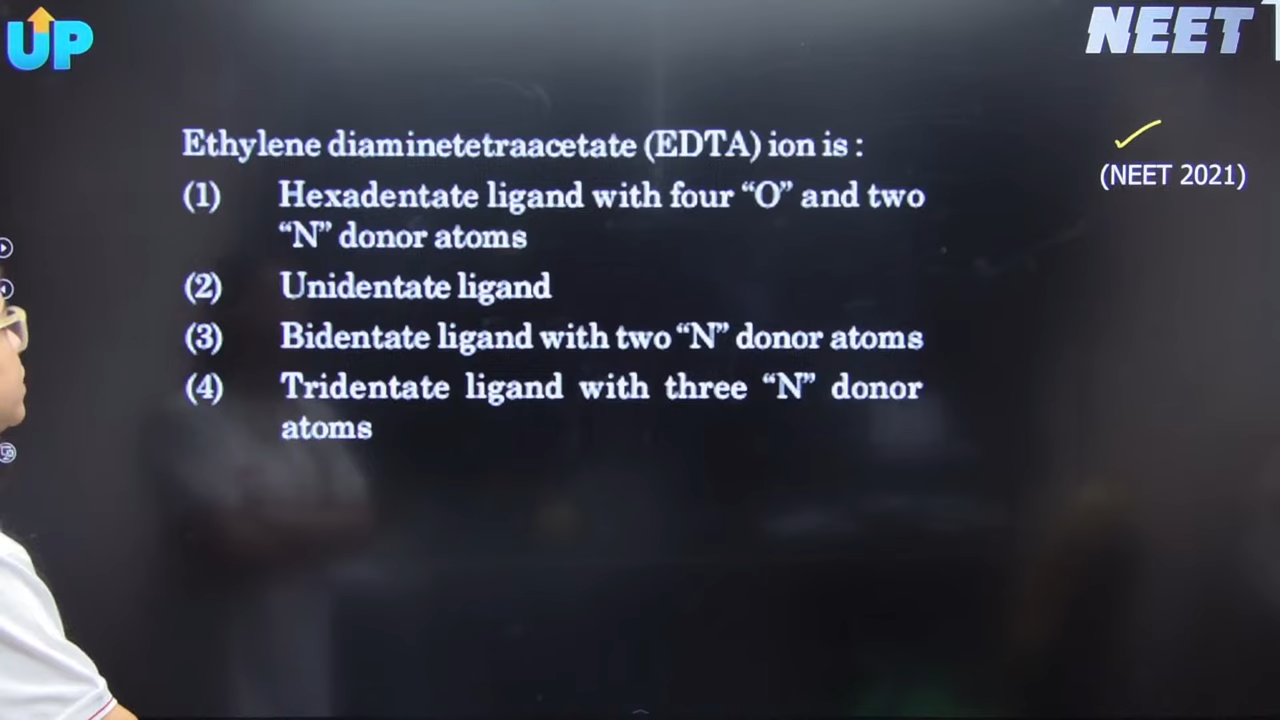 UP
NEET
Ethylene diaminetetraacetate (EDTA) ion is :
(NEET 2021)
(1) Hexadentate ligand with four “O” and two
“N” donor atoms
(2) Unidentate ligand
(3) Bidentate ligand with two “N” donor atoms
(4) Tridentate ligand with three “N” donor
atoms